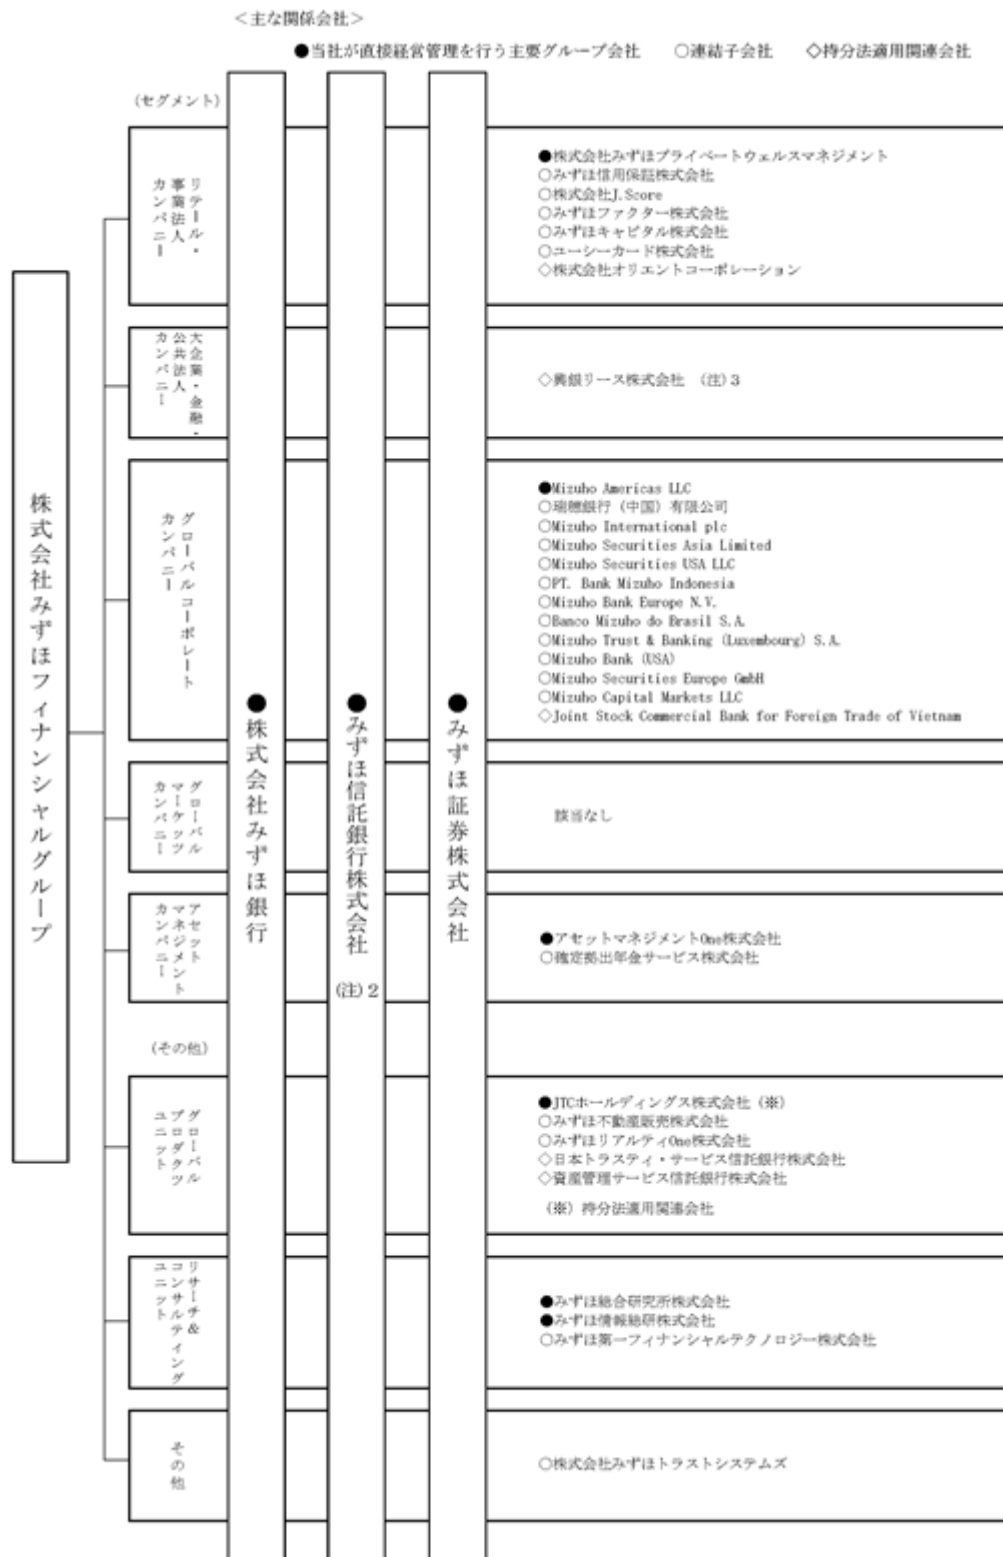 ＜主な関係会社＞
●当社が直接経営管理を行う主要グループ会社　○連結子会社　◇持分法適用関連会社
(セグメント)
株式会社みずほフィナンシャルグループ
●株式会社みずほ銀行
●みずほ信託銀行株式会社
(注)2
●みずほ証券株式会社
リテール・
事業法人
カンパニー
●株式会社みずほプライベートウェルスマネジメント
○みずほ信用保証株式会社
○株式会社J.Score
○みずほファクター株式会社
○みずほキャピタル株式会社
○ユーシーカード株式会社
◇株式会社オリエントコーポレーション
大企業・金融・
公共法人
カンパニー
◇興銀リース株式会社　(注)3
グローバルコーポレート
カンパニー
●Mizuho Americas LLC
○瑞穂銀行（中国）有限公司
○Mizuho International plc
○Mizuho Securities Asia Limited
○Mizuho Securities USA LLC
○PT. Bank Mizuho Indonesia
○Mizuho Bank Europe N.V.
○Banco Mizuho do Brasil S.A.
○Mizuho Trust & Banking (Luxembourg) S.A.
○Mizuho Bank (USA)
○Mizuho Securities Europe GmbH
○Mizuho Capital Markets LLC
◇Joint Stock Commercial Bank for Foreign Trade of Vietnam
グローバル
マーケッツ
カンパニー
該当なし
アセット
マネジメント
カンパニー
●アセットマネジメントOne株式会社
○確定拠出年金サービス株式会社
(その他)
グローバル
プロダクツ
ユニット
●JTCホールディングス株式会社（※）
○みずほ不動産販売株式会社
○みずほリアルティOne株式会社
◇日本トラスティ・サービス信託銀行株式会社
◇資産管理サービス信託銀行株式会社
（※）持分法適用関連会社
リサーチ&
コンサルティング
ユニット
●みずほ総合研究所株式会社
●みずほ情報総研株式会社
○みずほ第一フィナンシャルテクノロジー株式会社
その他
○株式会社みずほトラストシステムズ